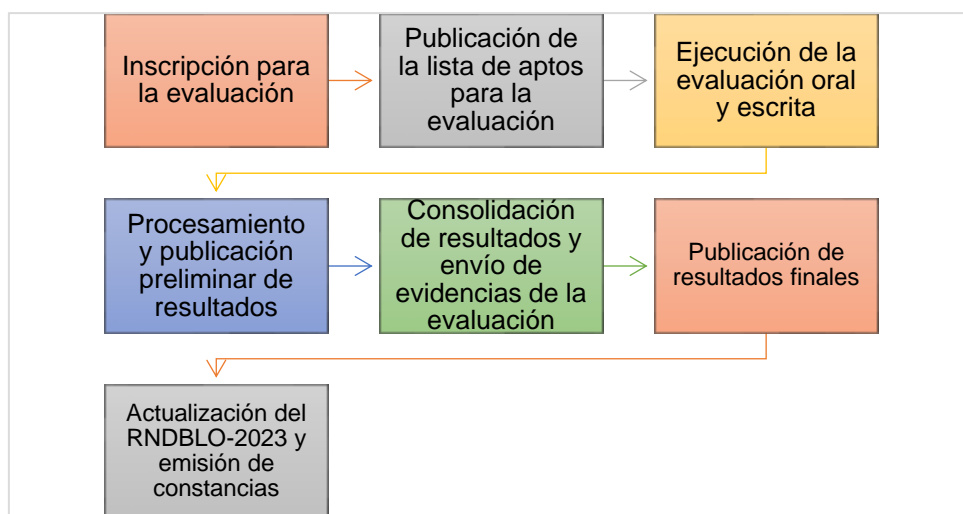 Inscripción para
la evaluación
Publicación de
la lista de aptos
para la
evaluación
Ejecución de la
evaluación oral
y escrita
Procesamiento
y publicación
preliminar de
resultados
Consolidación
de resultados y
envío de
evidencias de la
evaluación
Publicación de
resultados finales
Actualización del
RNDBLO-2023 y
emisión de
constancias